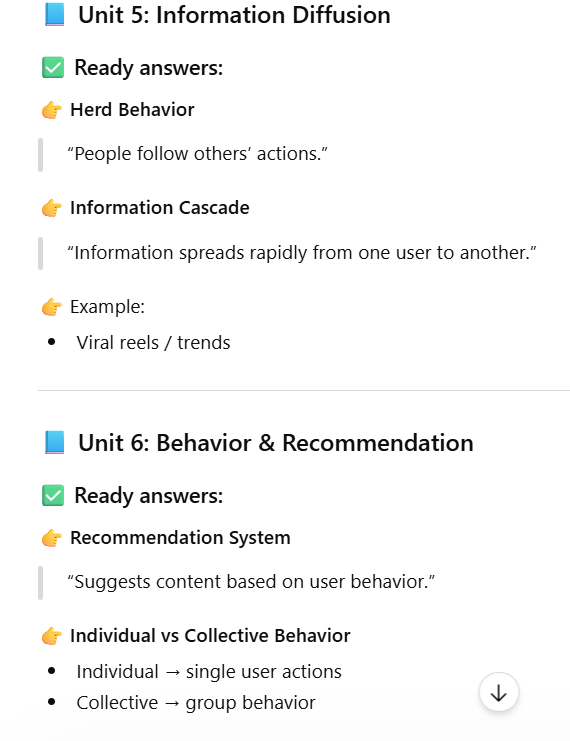 📘 Unit 5: Information Diffusion
✅ Ready answers:
👉 Herd Behavior
“People follow others’ actions.”
👉 Information Cascade
“Information spreads rapidly from one user to another.”
👉 Example:
• Viral reels / trends
📘 Unit 6: Behavior & Recommendation
✅ Ready answers:
👉 Recommendation System
“Suggests content based on user behavior.”
👉 Individual vs Collective Behavior
• Individual → single user actions
• Collective → group behavior